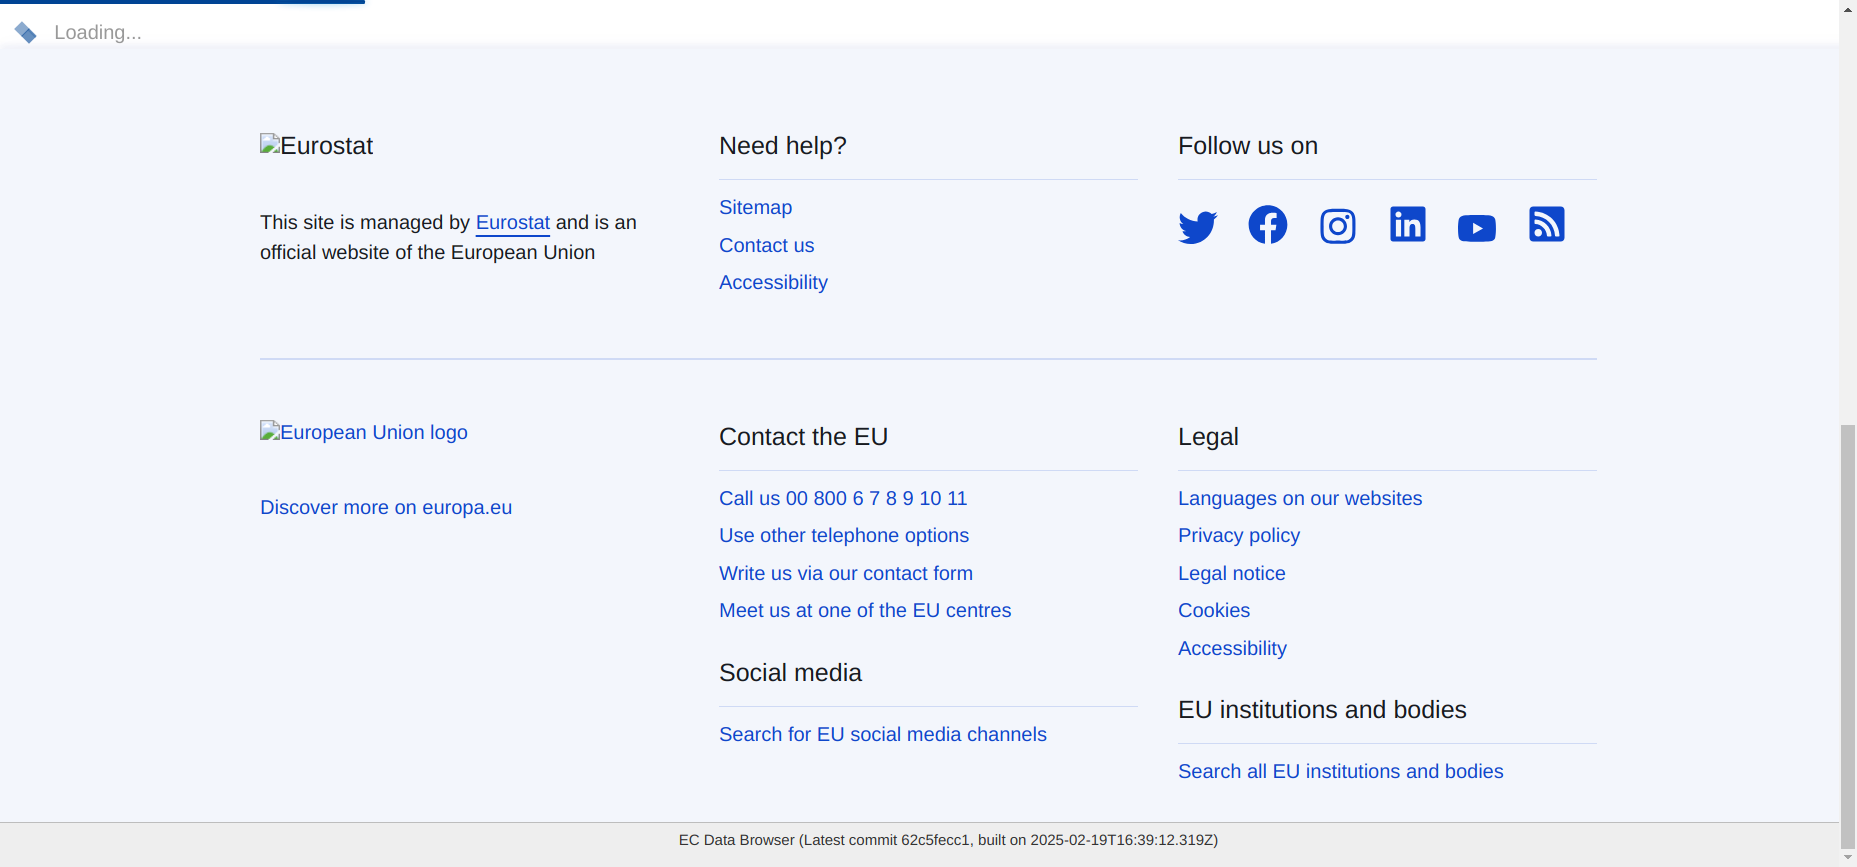 Loading...
Eurostat
This site is managed by Eurostat and is an
official website of the European Union
Need help?
Sitemap
Contact us
Accessibility
Follow us on
European Union logo
Discover more on europa.eu
Contact the EU
Call us 00 800 6 7 8 9 10 11
Use other telephone options
Write us via our contact form
Meet us at one of the EU centres
Social media
Search for EU social media channels
Legal
Languages on our websites
Privacy policy
Legal notice
Cookies
Accessibility
EU institutions and bodies
Search all EU institutions and bodies
EC Data Browser (Latest commit 62c5fecc1, built on 2025-02-19T16:39:12.319Z)